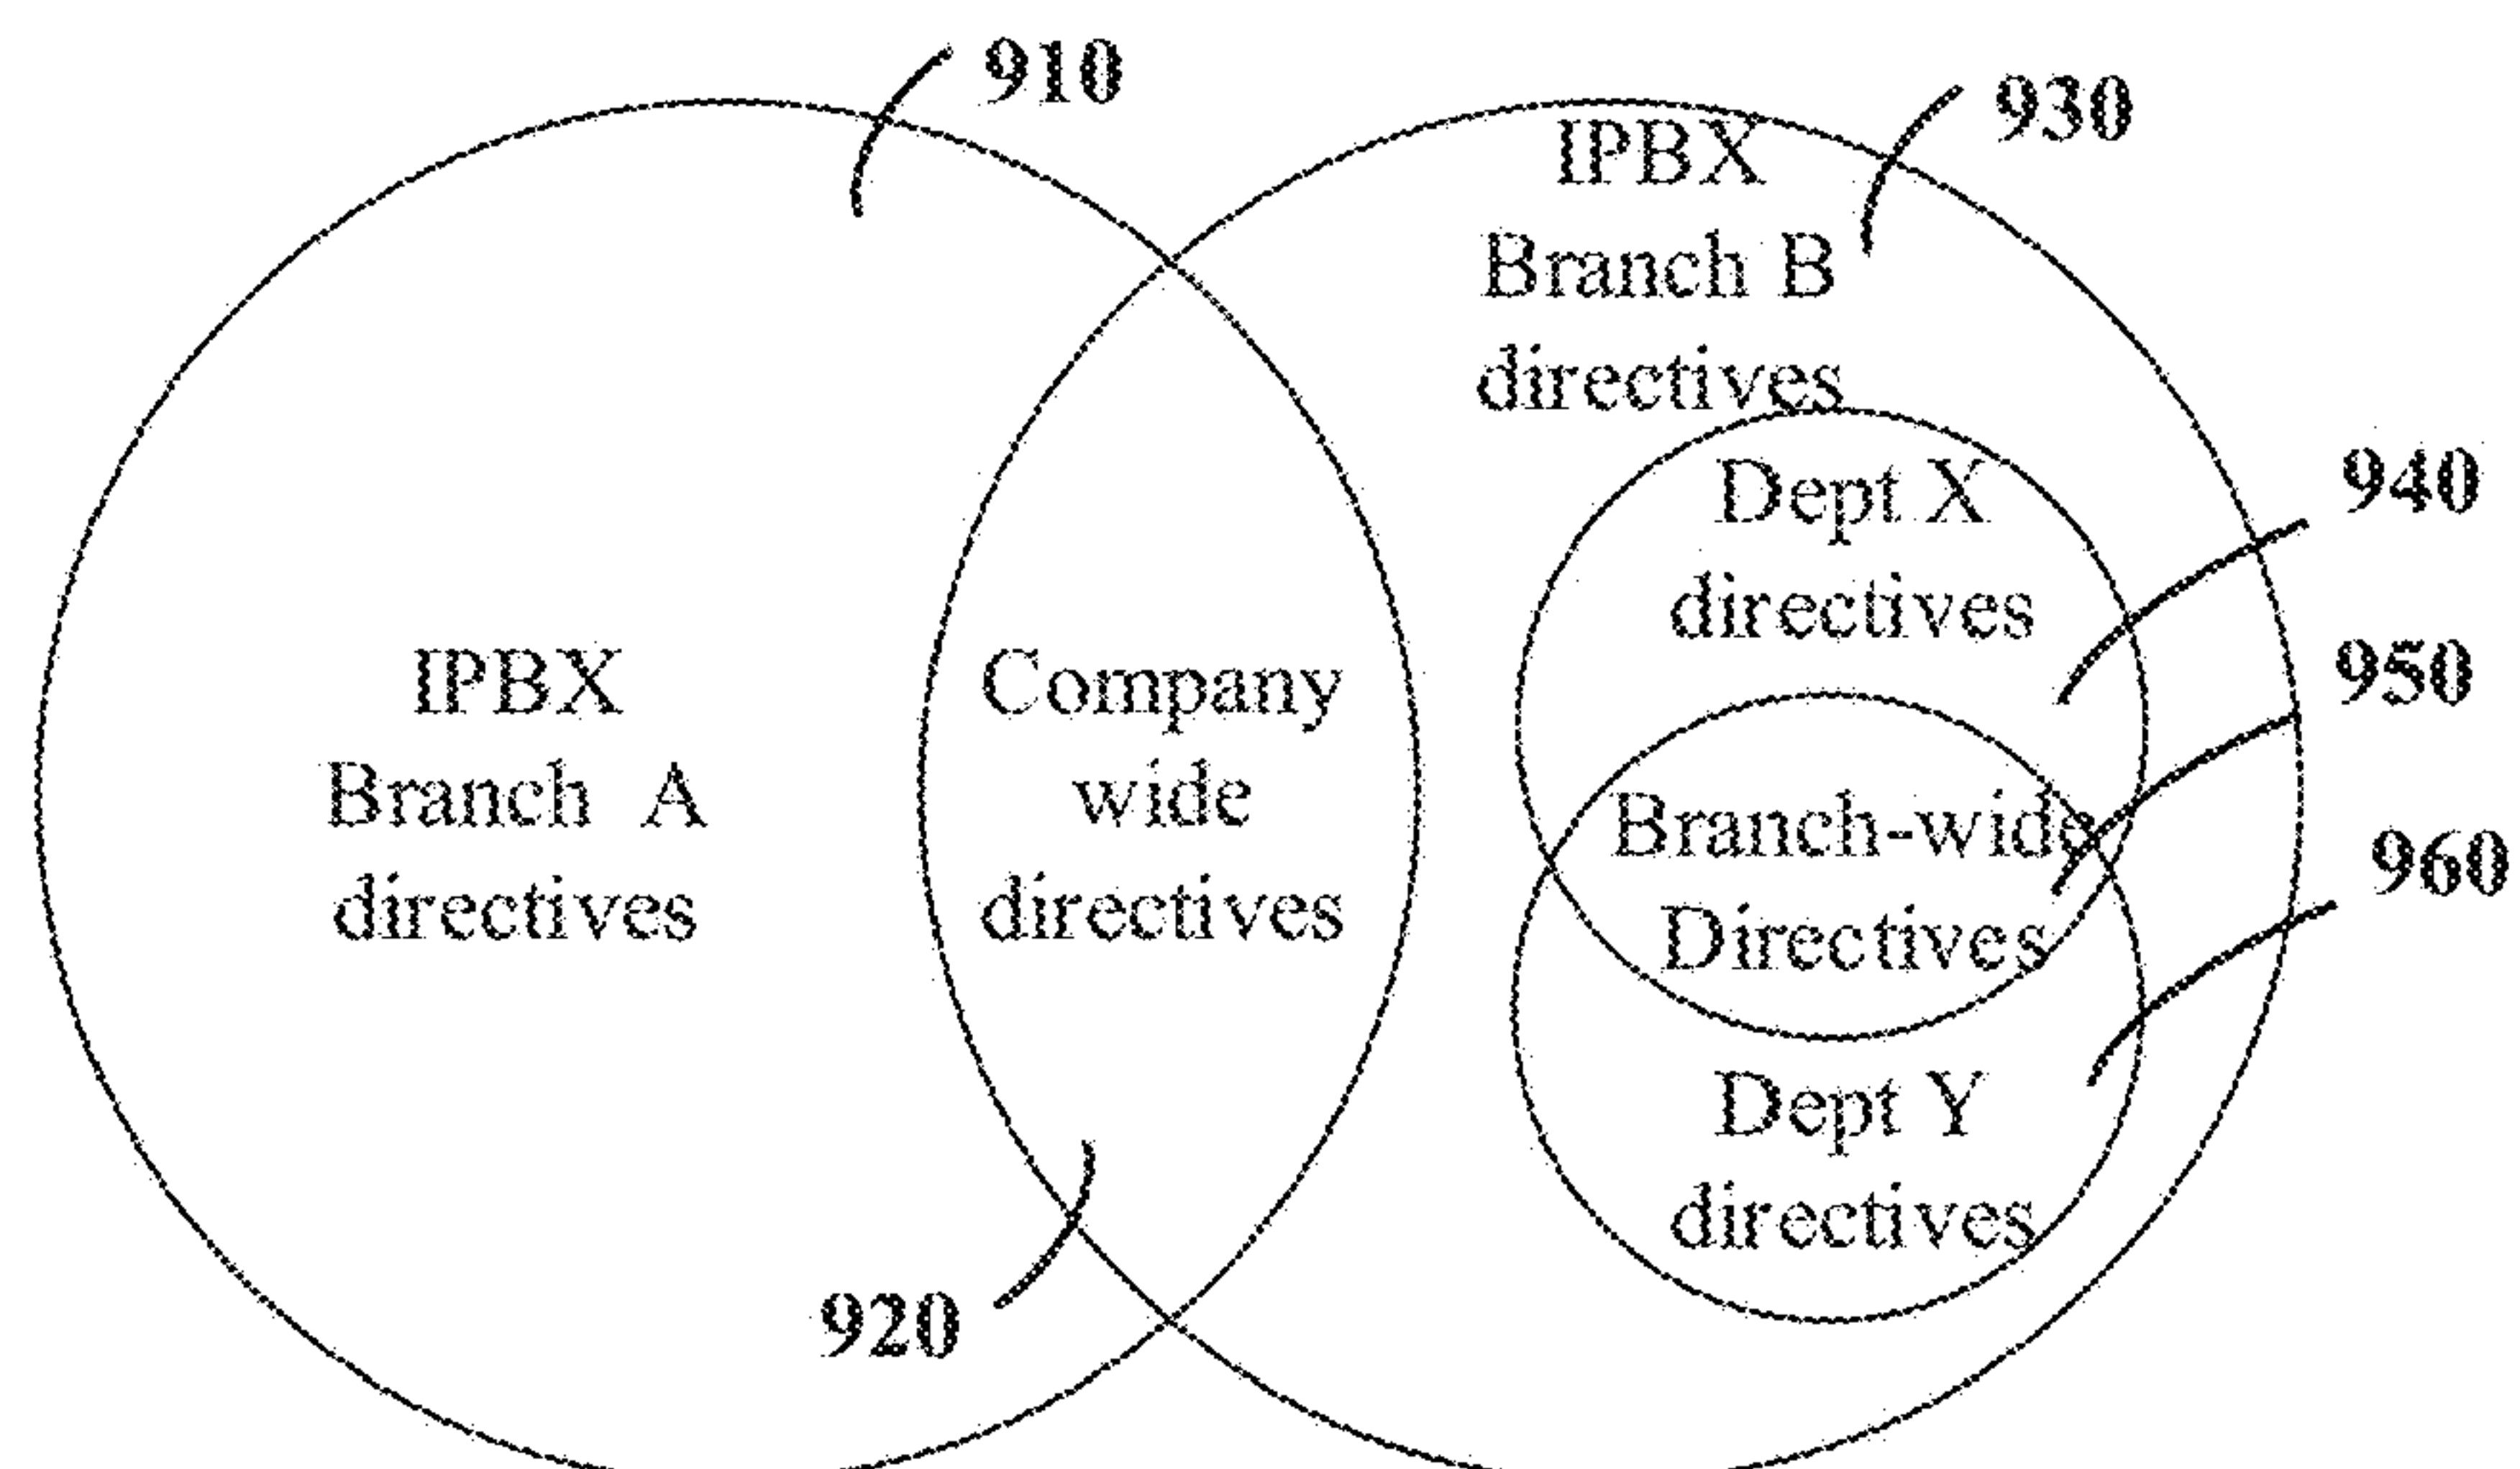 910
930
IPBX
Branch B
directives
Dept X
directives
940
950
960
IPBX
Branch A
directives
Company
wide
directives
Branch-wide
Directives
Dept Y
directives
920